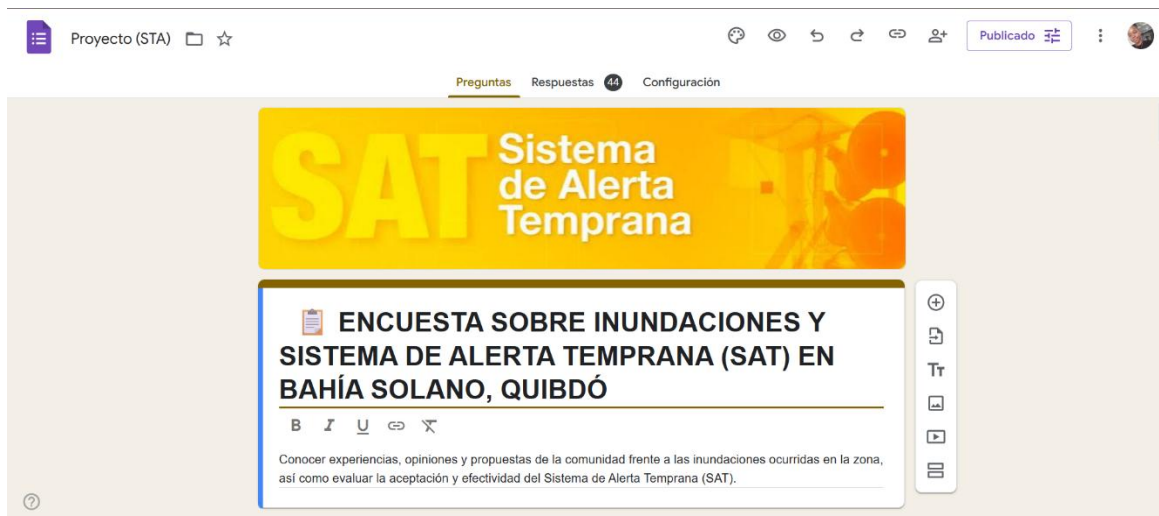 Proyecto (STA)
Publicado
Preguntas
Respuestas 44
Configuración
SAT
Sistema
de Alerta
Temprana
📋 ENCUESTA SOBRE INUNDACIONES Y
SISTEMA DE ALERTA TEMPRANA (SAT) EN
BAHÍA SOLANO, QUIBDÓ
B I U
Conocer experiencias, opiniones y propuestas de la comunidad frente a las inundaciones ocurridas en la zona,
así como evaluar la aceptación y efectividad del Sistema de Alerta Temprana (SAT).
Tт